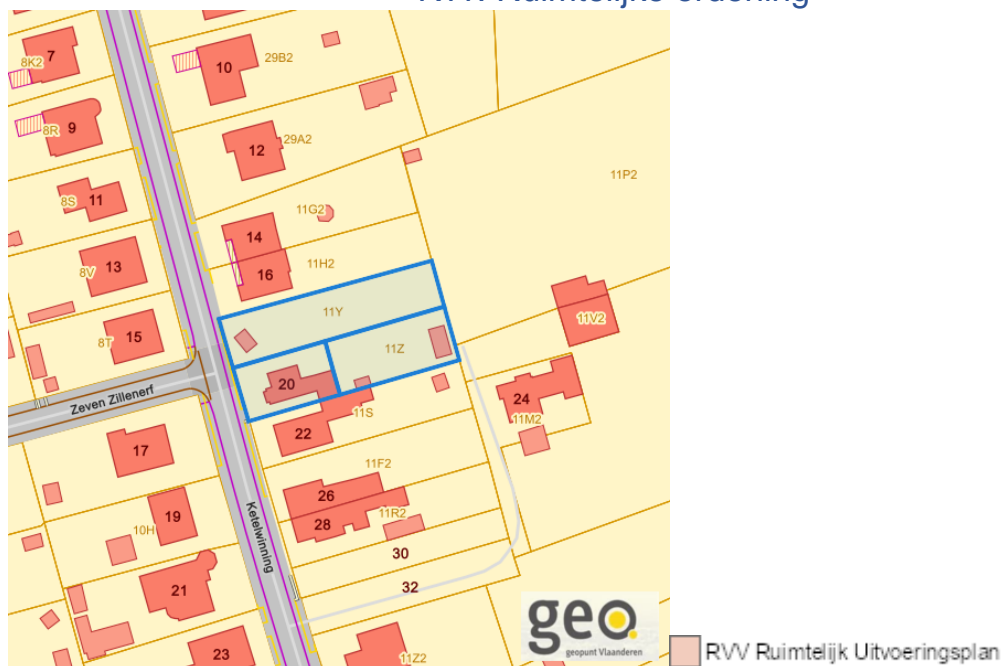 RVV Ruimtelijke ordening
7
8K2
10
29B2
9
8R
12
29A2
11P2
11
8S
11G2
14
13
8V
11H2
16
11Y
11V2
15
8T
11Z
20
24
Zeven Zillenerf
11S
11M2
22
17
11F2
26
19
10H
28
11R2
Ketelwinning
30
32
21
geo
geopunt Vlaanderen
23
11Z2
RVV Ruimtelijk Uitvoeringsplan